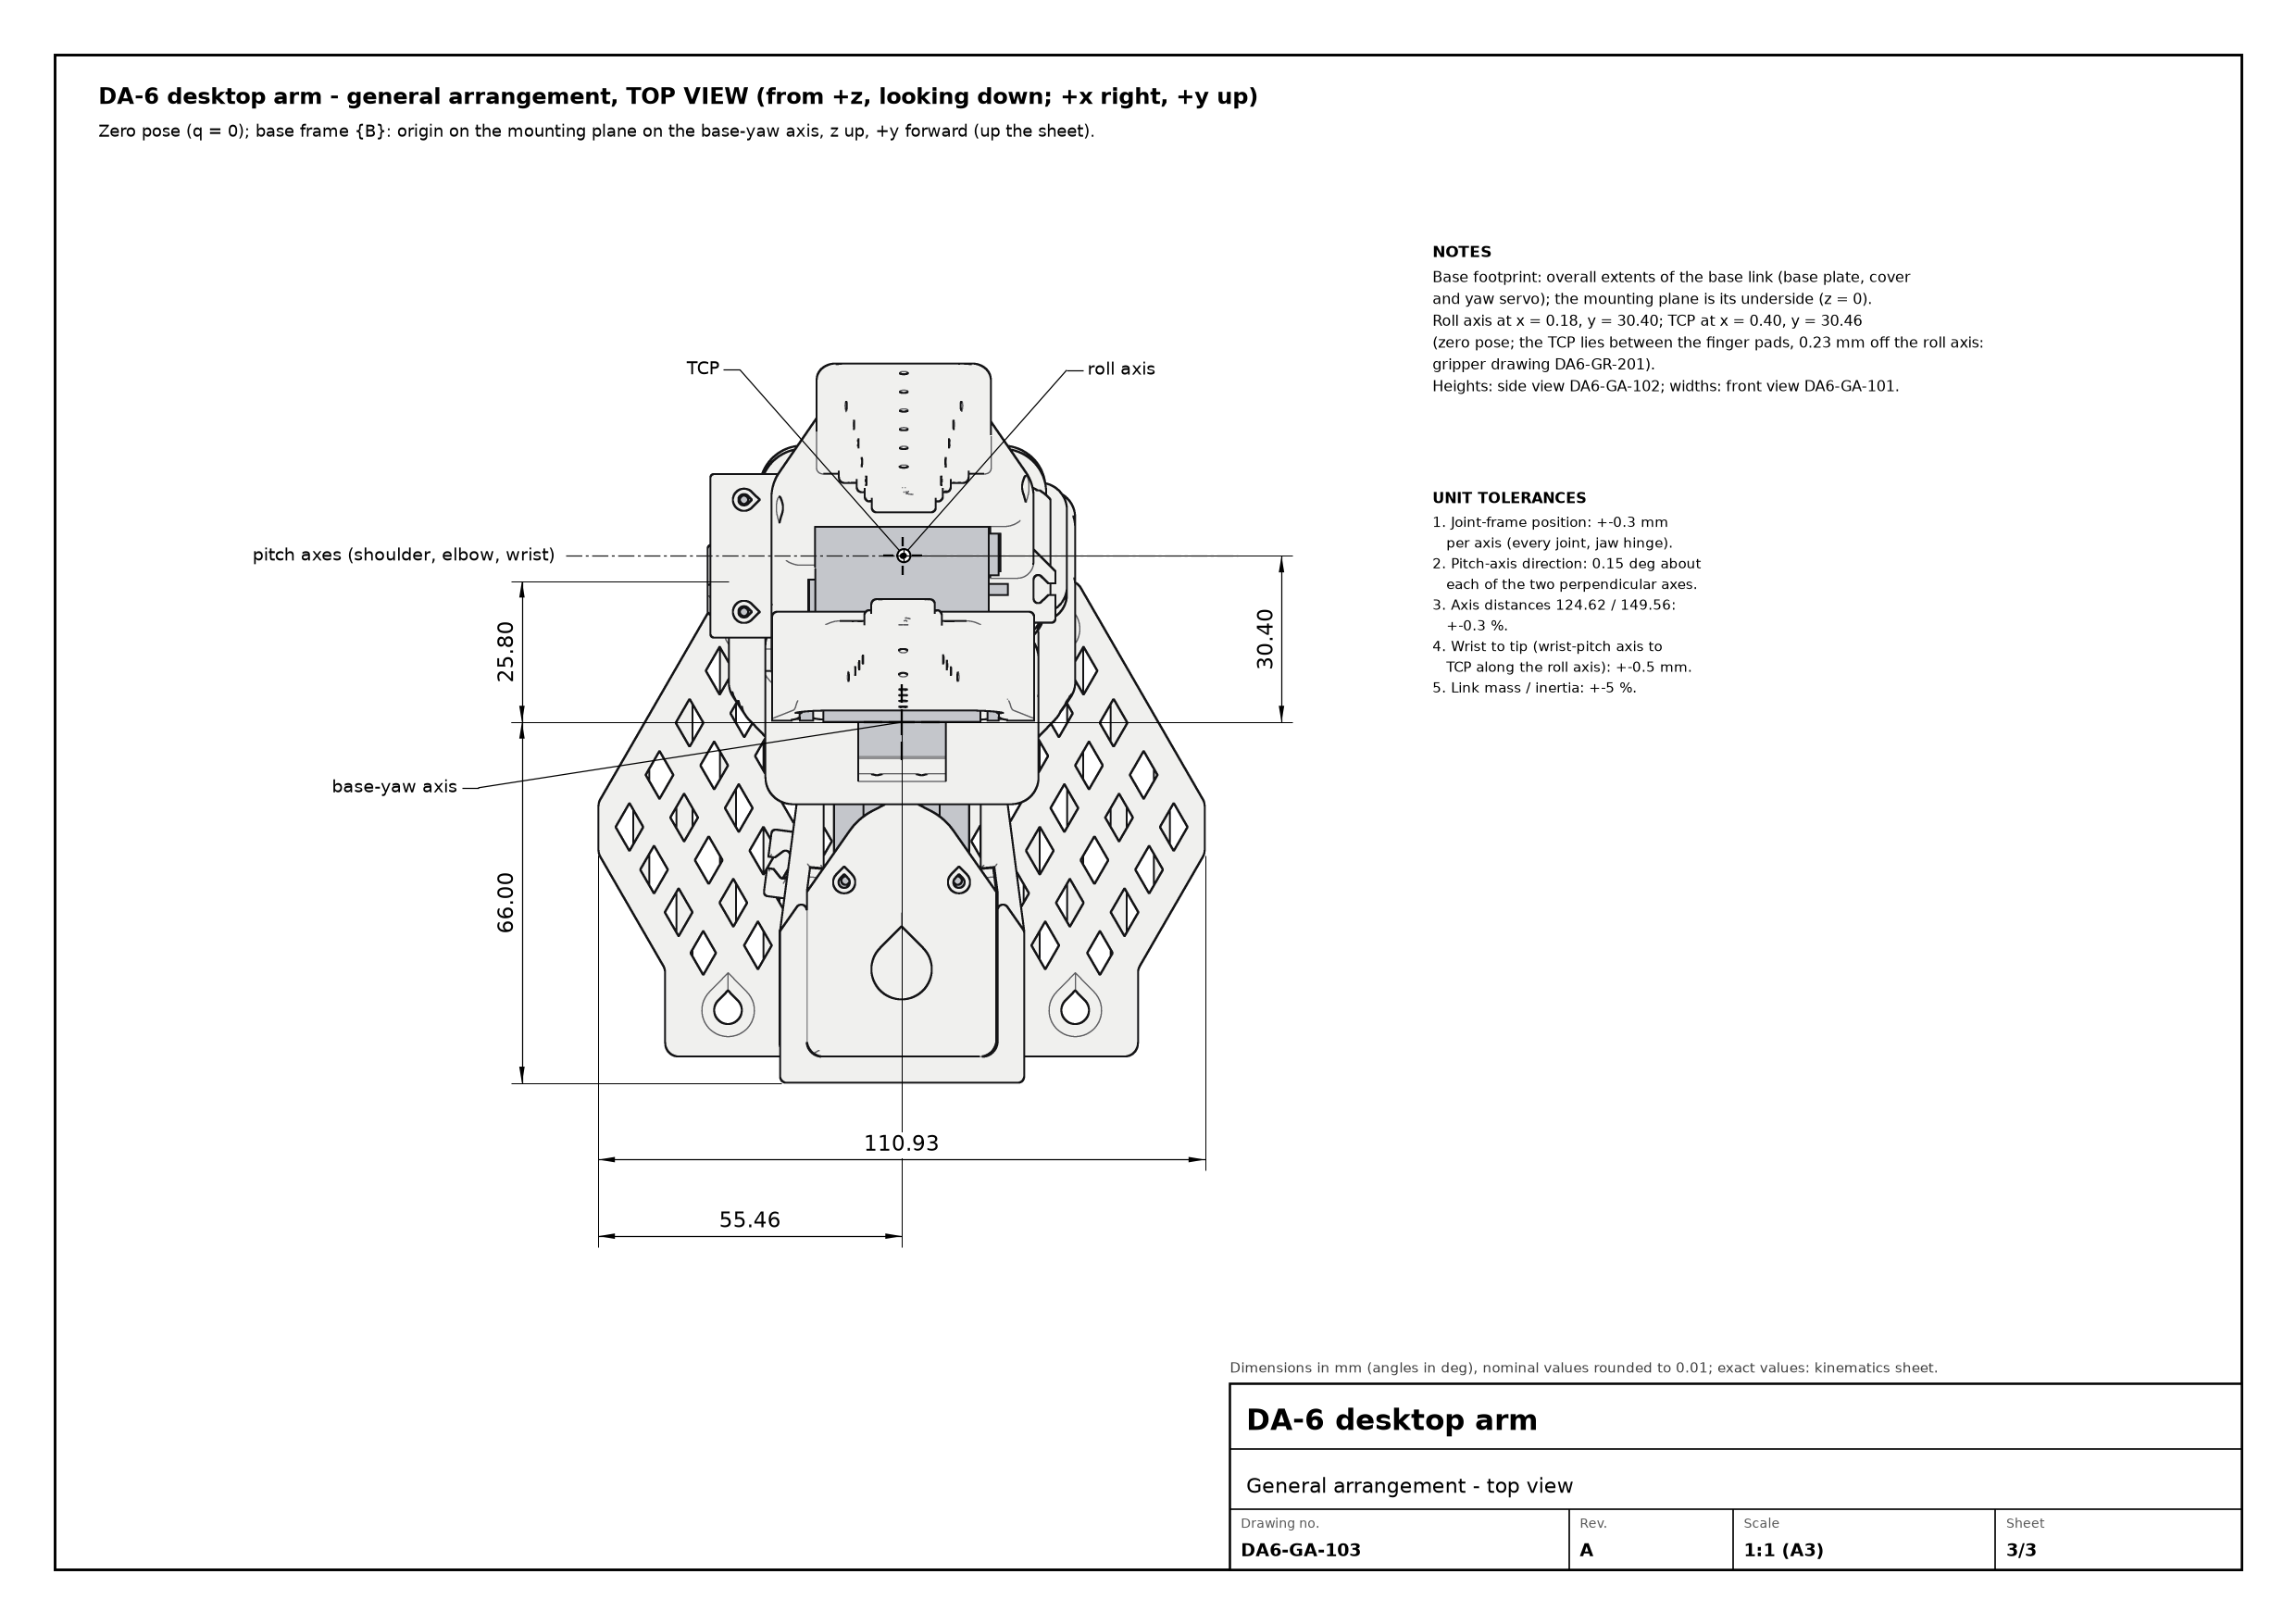 DA-6 desktop arm - general arrangement, TOP VIEW (from +z, looking down; +x right, +y up)
Zero pose (q = 0); base frame {B}: origin on the mounting plane on the base-yaw axis, z up, +y forward (up the sheet).
NOTES
Base footprint: overall extents of the base link (base plate, cover
and yaw servo); the mounting plane is its underside (z = 0).
Roll axis at x = 0.18, y = 30.40; TCP at x = 0.40, y = 30.46
(zero pose; the TCP lies between the finger pads, 0.23 mm off the roll axis:
gripper drawing DA6-GR-201).
Heights: side view DA6-GA-102; widths: front view DA6-GA-101.
TCP
roll axis
pitch axes (shoulder, elbow, wrist)
25.80
30.40
base-yaw axis
66.00
110.93
55.46
UNIT TOLERANCES
1. Joint-frame position: +-0.3 mm
per axis (every joint, jaw hinge).
2. Pitch-axis direction: 0.15 deg about
each of the two perpendicular axes.
3. Axis distances 124.62 / 149.56:
+-0.3 %.
4. Wrist to tip (wrist-pitch axis to
TCP along the roll axis): +-0.5 mm.
5. Link mass / inertia: +-5 %.
Dimensions in mm (angles in deg), nominal values rounded to 0.01; exact values: kinematics sheet.
DA-6 desktop arm
General arrangement - top view
Drawing no.
DA6-GA-103
Rev.
A
Scale
1:1 (A3)
Sheet
3/3